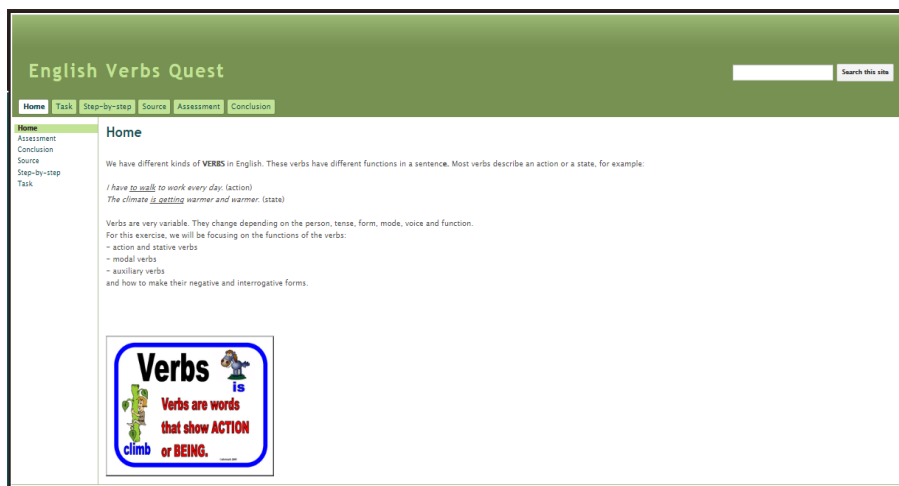 English Verbs Quest
Search this site
Home Task Step-by-step Source Assessment Conclusion
Home
Assessment
Conclusion
Source
Step-by-step
Task
Home
We have different kinds of VERBS in English. These verbs have different functions in a sentence. Most verbs describe an action or a state, for example:
I have to walk to work every day. (action)
The climate is getting warmer and warmer. (state)
Verbs are very variable. They change depending on the person, tense, form, mode, voice and function.
For this exercise, we will be focusing on the functions of the verbs:
- action and stative verbs
- modal verbs
- auxiliary verbs
and how to make their negative and interrogative forms.
Verbs
is
Verbs are words
that show ACTION
climb or BEING.